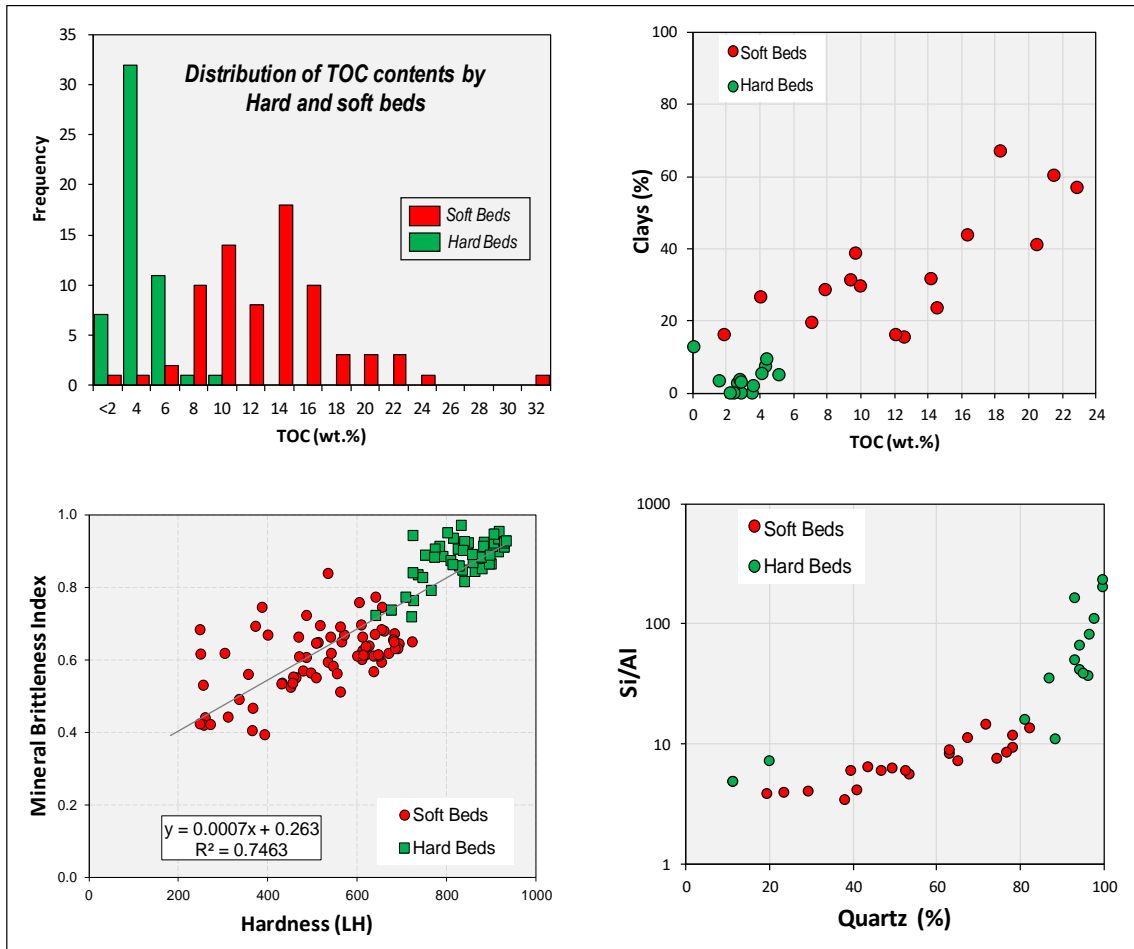 Distribution of TOC contents by
Hard and soft beds
Frequency
35
30
25
20
15
10
5
0
Soft Beds
Hard Beds
<2 4 6 8 10 12 14 16 18 20 22 24 26 28 30 32
TOC (wt.%)
Soft Beds
Hard Beds
Clays (%)
100
80
60
40
20
0
0 2 4 6 8 10 12 14 16 18 20 22 24
TOC (wt.%)
Mineral Brittleness Index
1.0
0.8
0.6
0.4
0.2
0.0
y = 0.0007x + 0.263
R² = 0.7463
Soft Beds
Hard Beds
0 200 400 600 800 1000
Hardness (LH)
Soft Beds
Hard Beds
Si/Al
1000
100
10
1
0 20 40 60 80 100
Quartz (%)